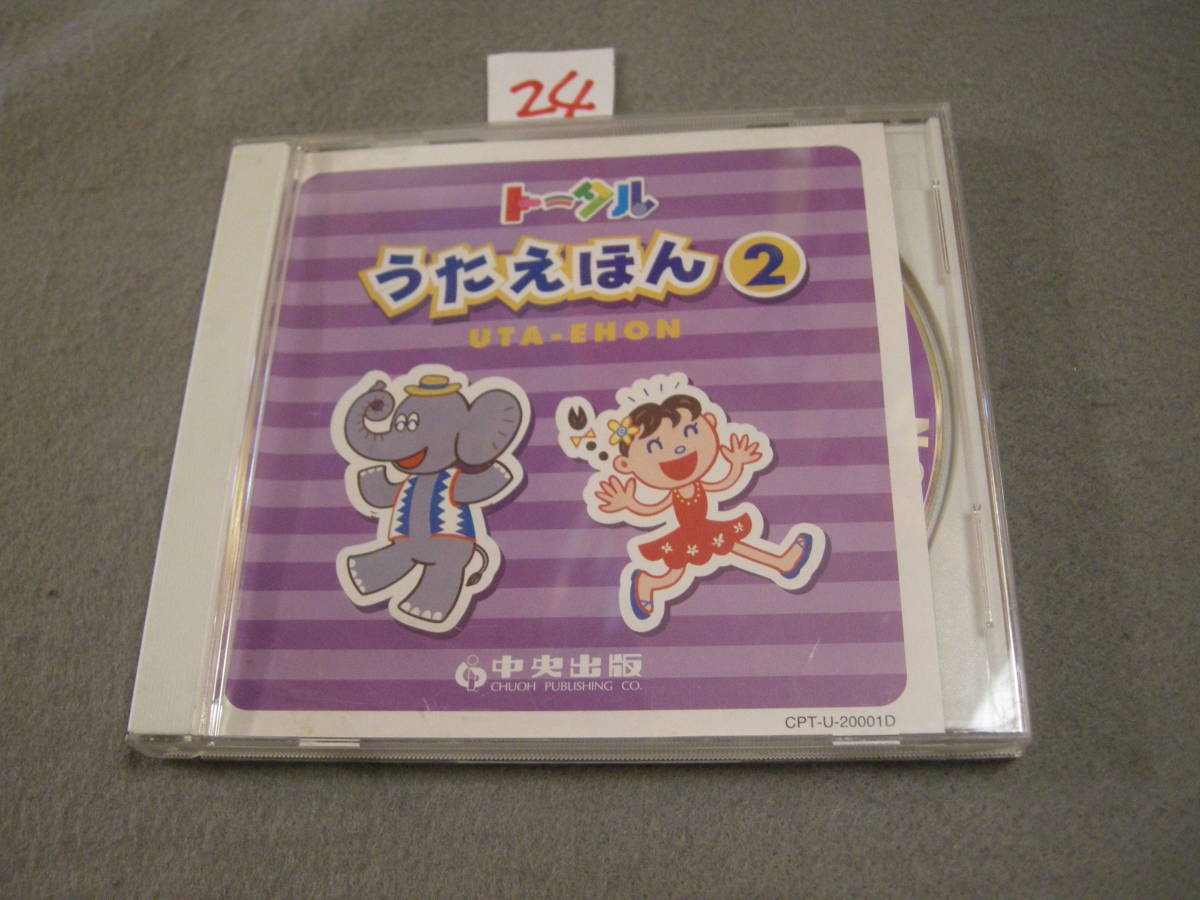 24
トータル
うたえほん 2
UTA-EHON
中央出版
CHUOH PUBLISHING CO.
CPT-U-20001D